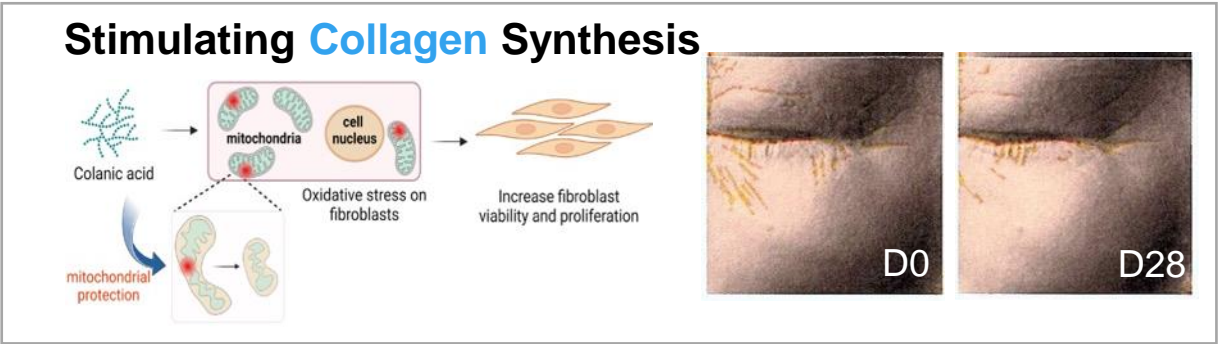 Stimulating Collagen Synthesis
Colanic acid
mitochondria
cell
nucleus
Oxidative stress on
fibroblasts
Increase fibroblast
viability and proliferation
mitochondrial
protection
D0
D28